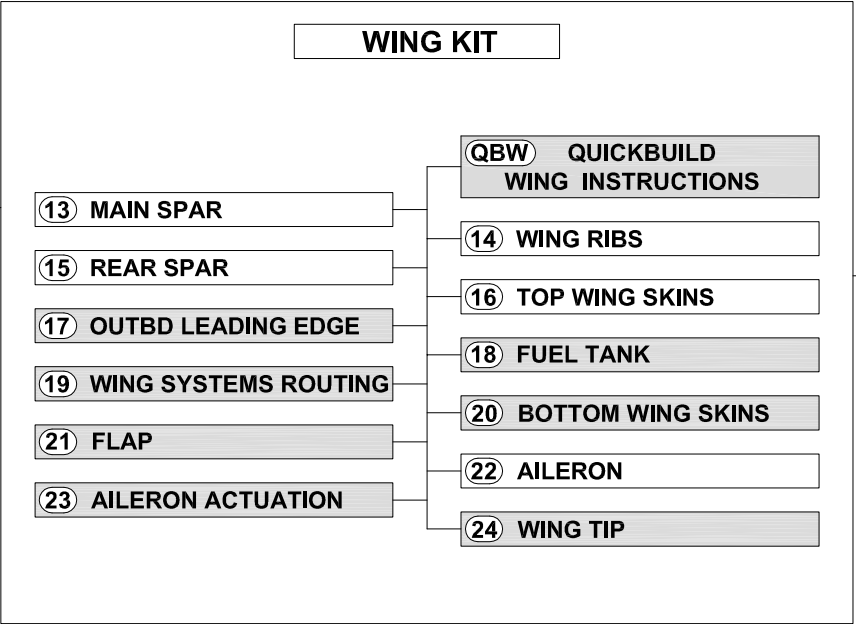 WING KIT
QBW QUICKBUILD
WING INSTRUCTIONS
13 MAIN SPAR
14 WING RIBS
15 REAR SPAR
16 TOP WING SKINS
17 OUTBD LEADING EDGE
18 FUEL TANK
19 WING SYSTEMS ROUTING
20 BOTTOM WING SKINS
21 FLAP
22 AILERON
23 AILERON ACTUATION
24 WING TIP